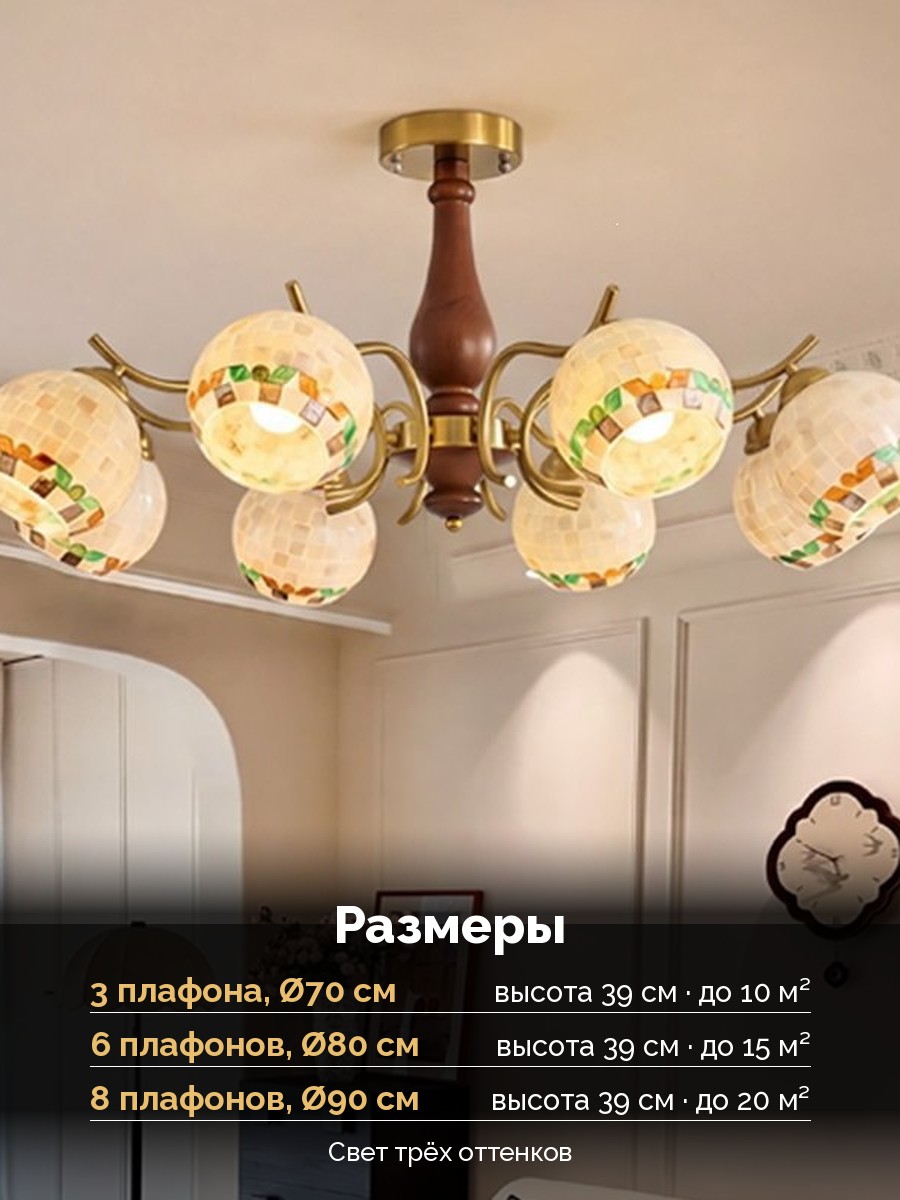 Размеры
3 плафона, Ø70 см высота 39 см · до 10 м²
6 плафонов, Ø80 см высота 39 см · до 15 м²
8 плафонов, Ø90 см высота 39 см · до 20 м²
Свет трёх оттенков